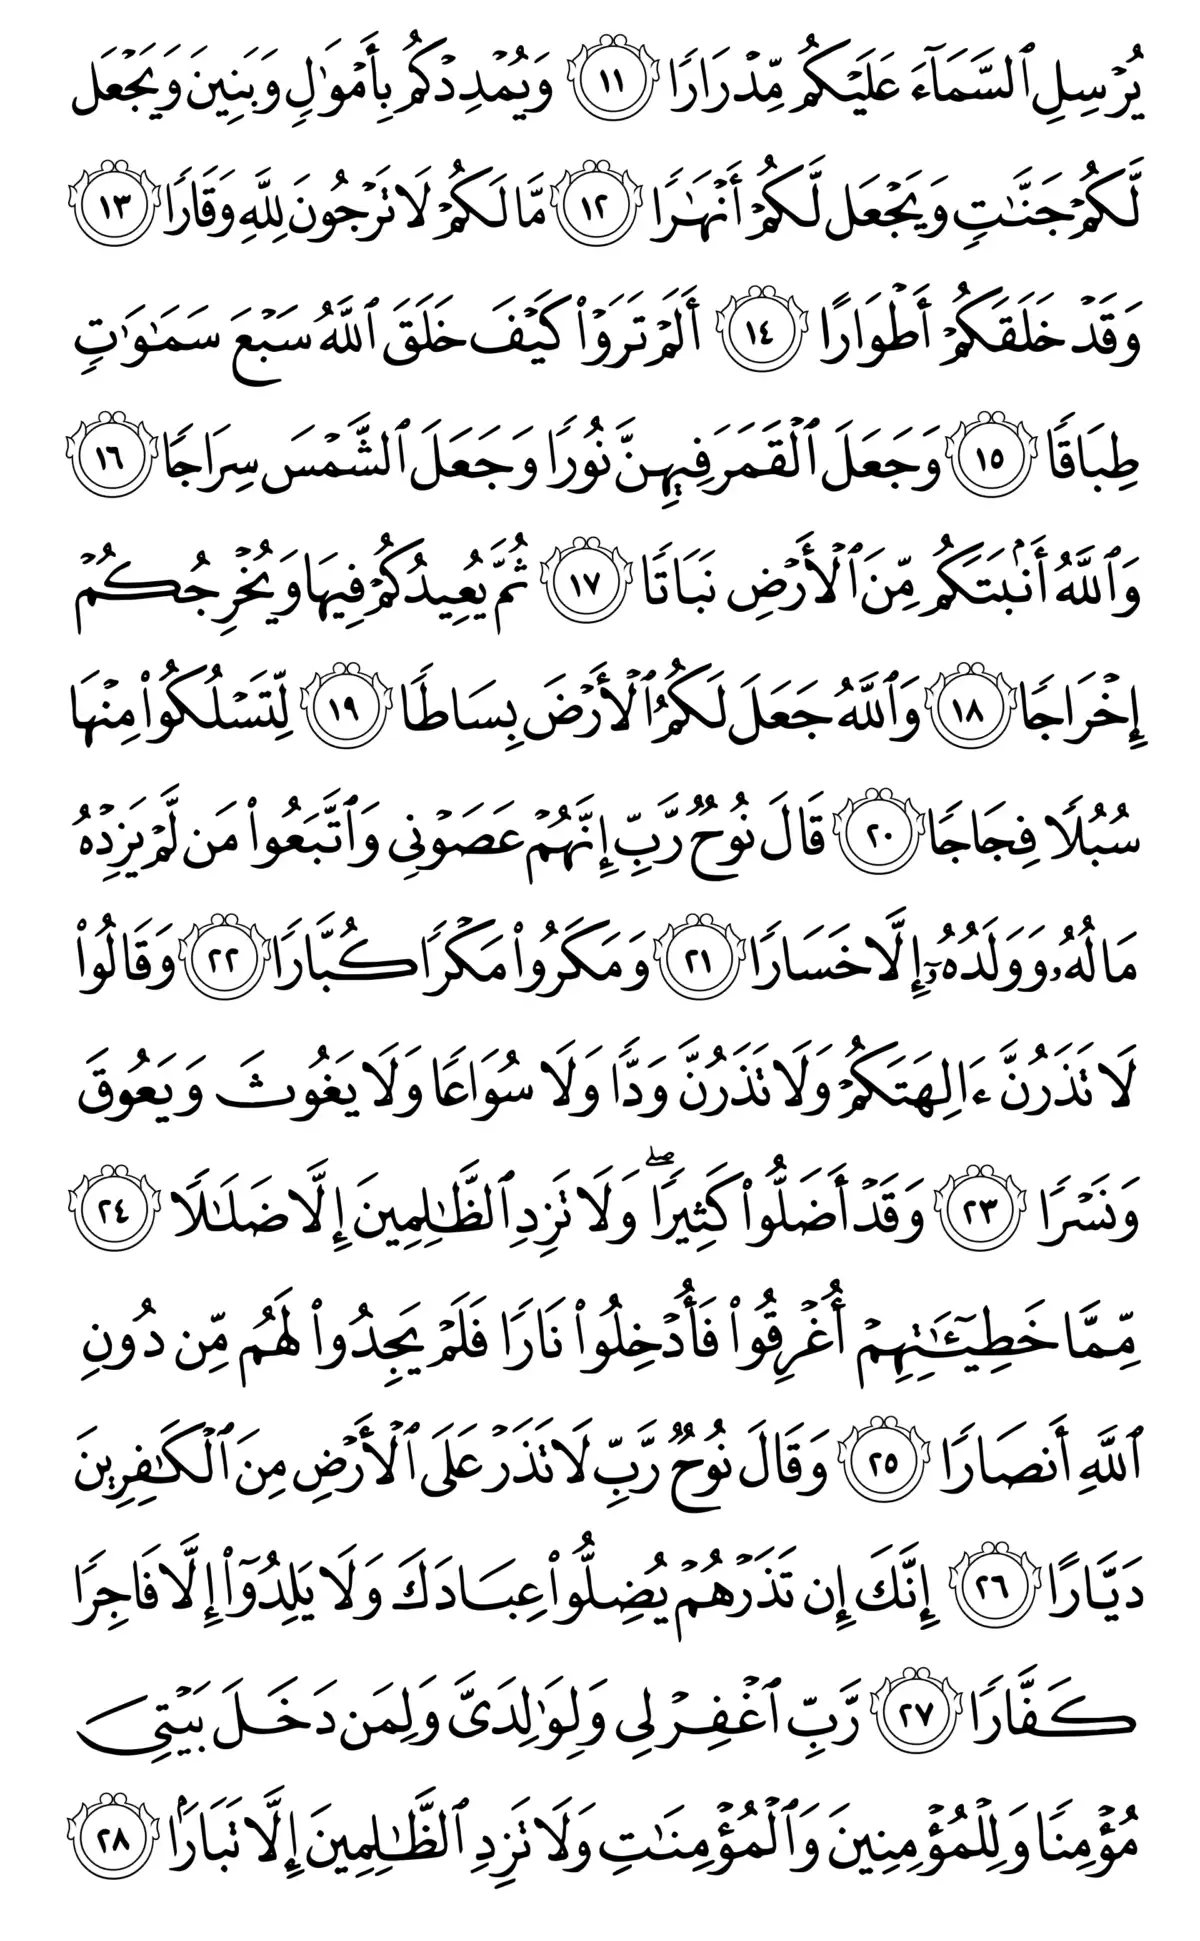 يُرْسِلِ ٱلسَّمَآءَ عَلَيْكُم مِّدْرَارًا ١١ وَيُمْدِدْكُم بِأَمْوَٰلٍ وَبَنِينَ وَيَجْعَل
لَّكُمْ جَنَّٰتٍ وَيَجْعَل لَّكُمْ أَنْهَٰرًا ١٢ مَّا لَكُمْ لَا تَرْجُونَ لِلَّهِ وَقَارًا ١٣
وَقَدْ خَلَقَكُمْ أَطْوَارًا ١٤ أَلَمْ تَرَوْا۟ كَيْفَ خَلَقَ ٱللَّهُ سَبْعَ سَمَٰوَٰتٍ
طِبَاقًا ١٥ وَجَعَلَ ٱلْقَمَرَ فِيهِنَّ نُورًا وَجَعَلَ ٱلشَّمْسَ سِرَاجًا ١٦
وَٱللَّهُ أَنۢبَتَكُم مِّنَ ٱلْأَرْضِ نَبَاتًا ١٧ ثُمَّ يُعِيدُكُمْ فِيهَا وَيُخْرِجُكُمْ
إِخْرَاجًا ١٨ وَٱللَّهُ جَعَلَ لَكُمُ ٱلْأَرْضَ بِسَاطًا ١٩ لِّتَسْلُكُوا۟ مِنْهَا
سُبُلًا فِجَاجًا ٢٠ قَالَ نُوحٌ رَّبِّ إِنَّهُمْ عَصَوْنِى وَٱتَّبَعُوا۟ مَن لَّمْ يَزِدْهُ
مَالُهُۥ وَوَلَدُهُۥٓ إِلَّا خَسَارًا ٢١ وَمَكَرُوا۟ مَكْرًا كُبَّارًا ٢٢ وَقَالُوا۟
لَا تَذَرُنَّ ءَالِهَتَكُمْ وَلَا تَذَرُنَّ وَدًّا وَلَا سُوَاعًا وَلَا يَغُوثَ وَيَعُوقَ
وَنَسْرًا ٢٣ وَقَدْ أَضَلُّوا۟ كَثِيرًا ۖ وَلَا تَزِدِ ٱلظَّٰلِمِينَ إِلَّا ضَلَٰلًا ٢٤
مِّمَّا خَطِيٓـَٰٔتِهِمْ أُغْرِقُوا۟ فَأُدْخِلُوا۟ نَارًا فَلَمْ يَجِدُوا۟ لَهُم مِّن دُونِ
ٱللَّهِ أَنصَارًا ٢٥ وَقَالَ نُوحٌ رَّبِّ لَا تَذَرْ عَلَى ٱلْأَرْضِ مِنَ ٱلْكَٰفِرِينَ
دَيَّارًا ٢٦ إِنَّكَ إِن تَذَرْهُمْ يُضِلُّوا۟ عِبَادَكَ وَلَا يَلِدُوٓا۟ إِلَّا فَاجِرًا
كَفَّارًا ٢٧ رَّبِّ ٱغْفِرْ لِى وَلِوَٰلِدَىَّ وَلِمَن دَخَلَ بَيْتِىَ
مُؤْمِنًا وَلِلْمُؤْمِنِينَ وَٱلْمُؤْمِنَٰتِ وَلَا تَزِدِ ٱلظَّٰلِمِينَ إِلَّا تَبَارًۢا ٢٨